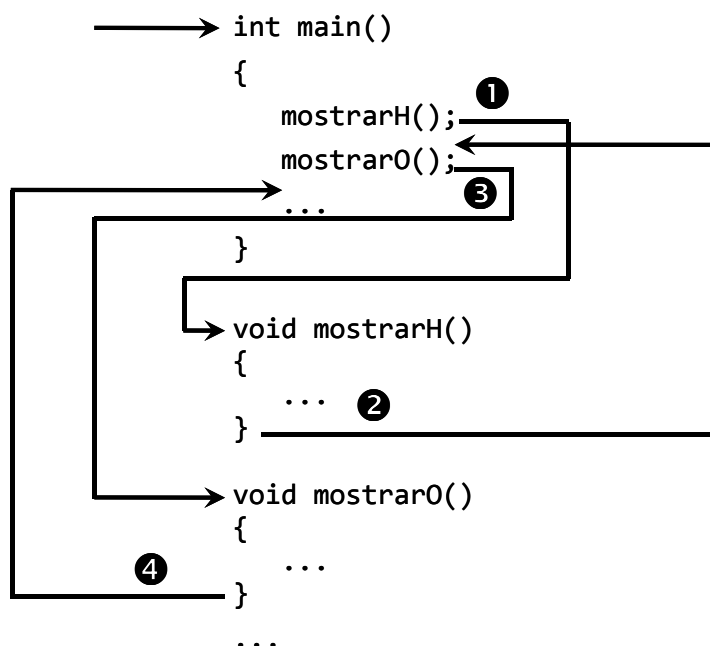 int main()
{
❶
mostrarH();
mostrarO();
❸
...
}
void mostrarH()
{
... ❷
}
void mostrarO()
{
...
❹
}
...